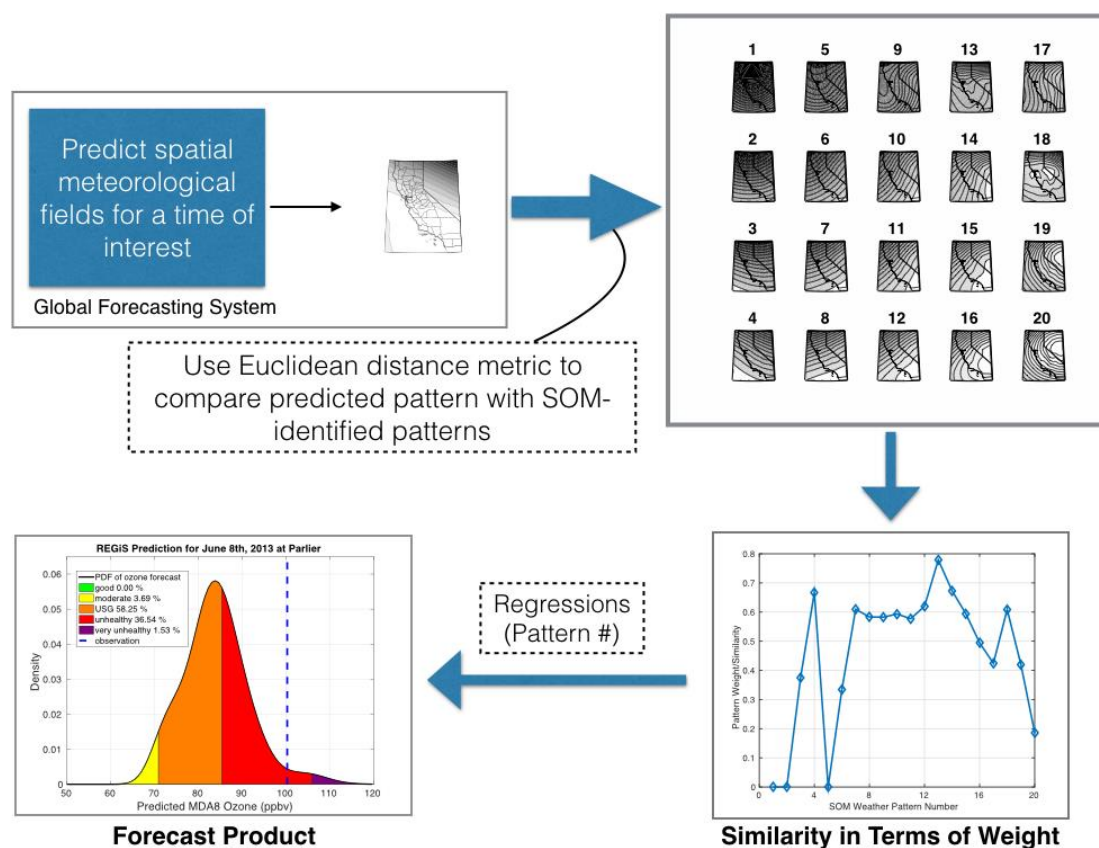 Predict spatial
meteorological
fields for a time of
interest
Global Forecasting System
Use Euclidean distance metric to
compare predicted pattern with SOM-
identified patterns
1 5 9 13 17
2 6 10 14 18
3 7 11 15 19
4 8 12 16 20
REGiS Prediction for June 8th, 2013 at Parlier
PDF of ozone forecast
good 0.00 %
moderate 3.69 %
USG 58.25 %
unhealthy 36.54 %
very unhealthy 1.53 %
observation
0.06
0.05
0.04
0.03
0.02
0.01
0
Density
50 60 70 80 90 100 110 120
Predicted MDA8 Ozone (ppbv)
Forecast Product
Regressions
(Pattern #)
0.8
0.7
0.6
0.5
0.4
0.3
0.2
0.1
0
Pattern Weight/Similarity
0 4 8 12 16 20
SOM Weather Pattern Number
Similarity in Terms of Weight